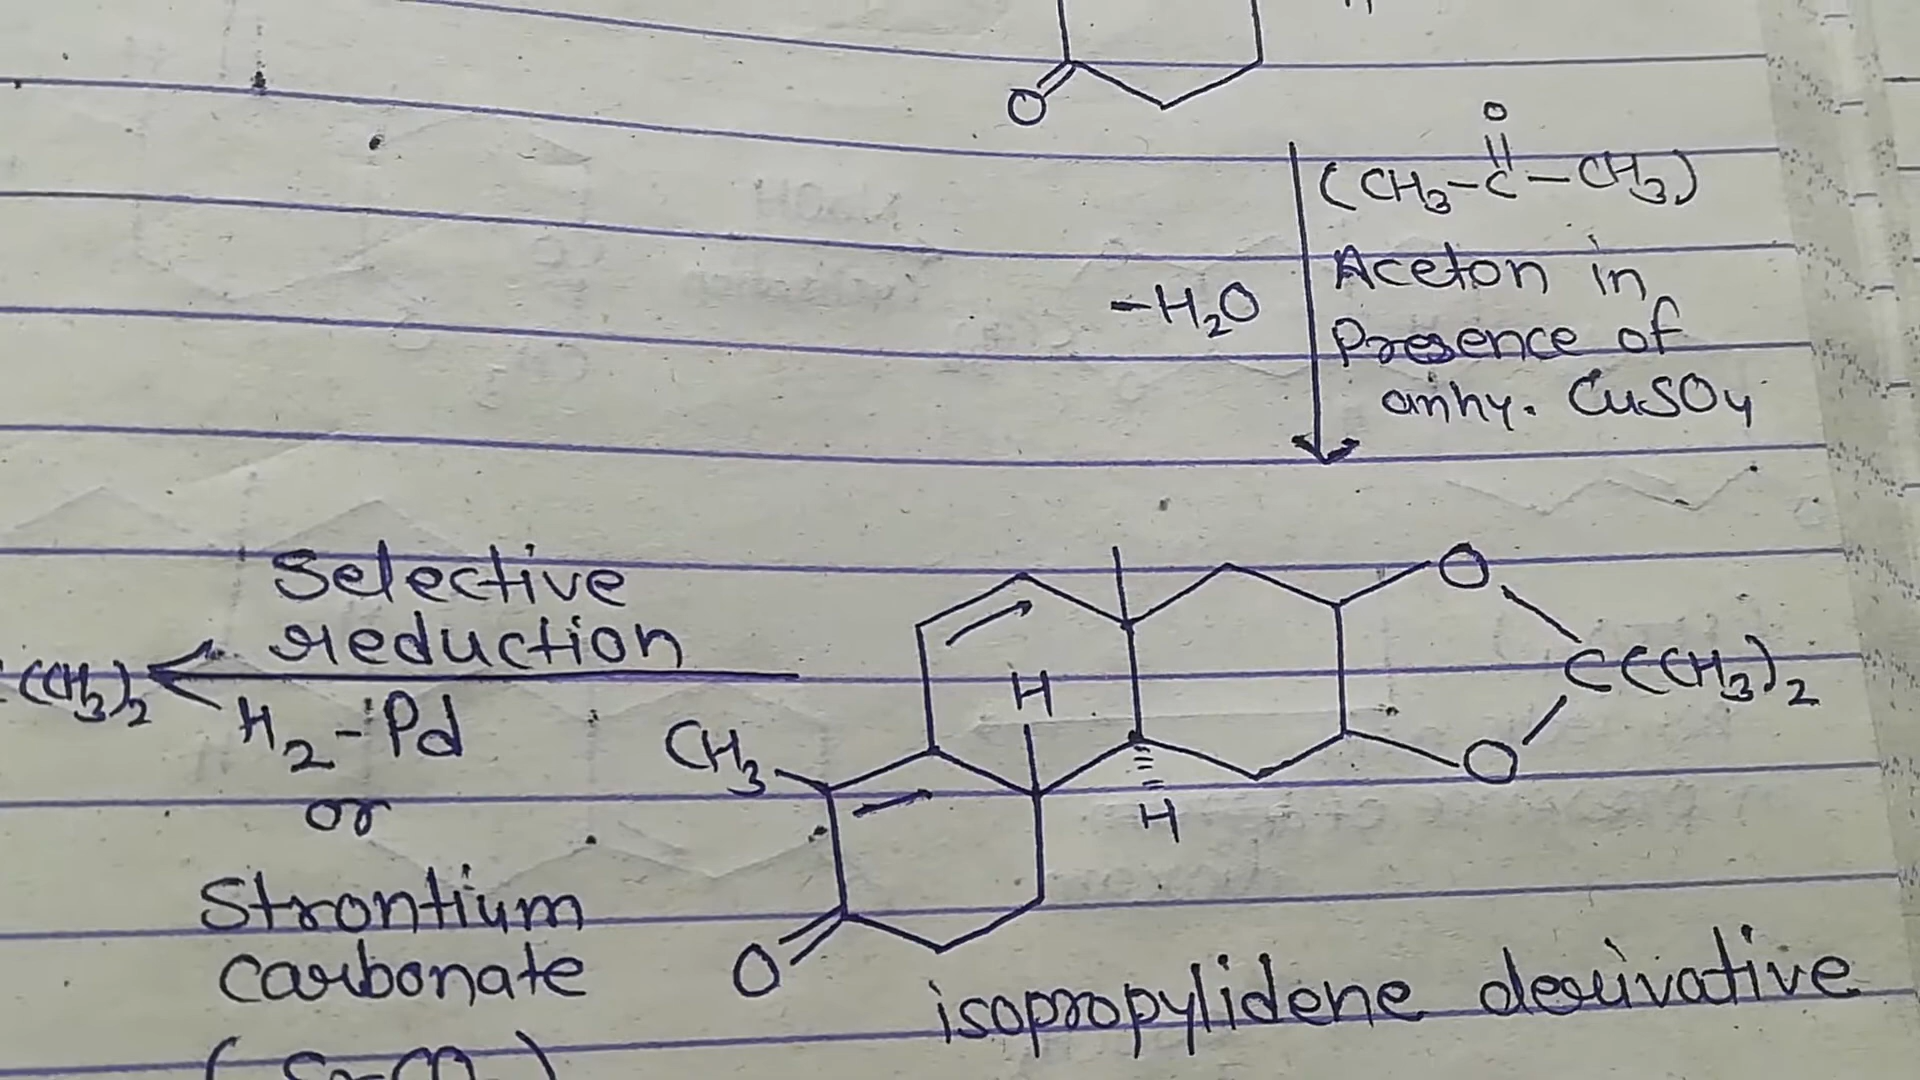 O
O
||
(CH3-C-CH3)
Aceton in
-H2O
Presence of
anhy. CuSO4
Selective
reduction
H2-Pd
or
Strontium
carbonate
(CH3)2
O
C(CH3)2
O
H
CH3
H
O
isopropylidene derivative